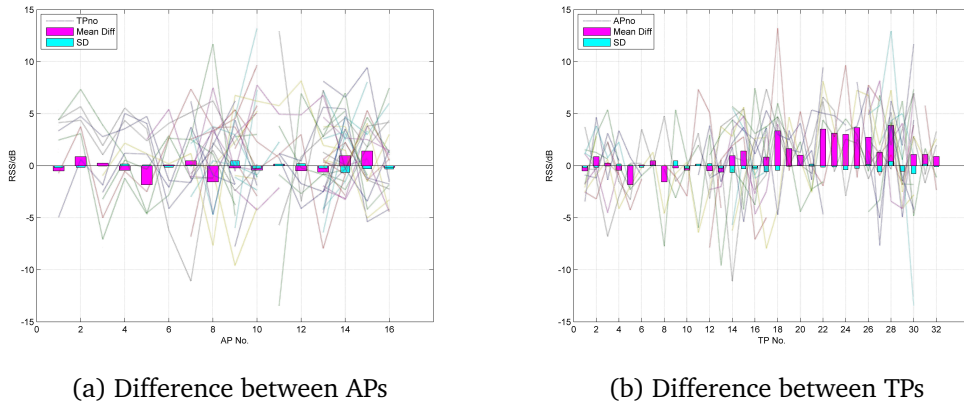 15
10
5
0
-5
-10
-15
RSS/dB
TPno
Mean Diff
SD
0 2 4 6 8 10 12 14 16
AP No.
(a) Difference between APs
15
10
5
0
-5
-10
-15
RSS/dB
APno
Mean Diff
SD
0 2 4 6 8 10 12 14 16 18 20 22 24 26 28 30 32
TP No.
(b) Difference between TPs